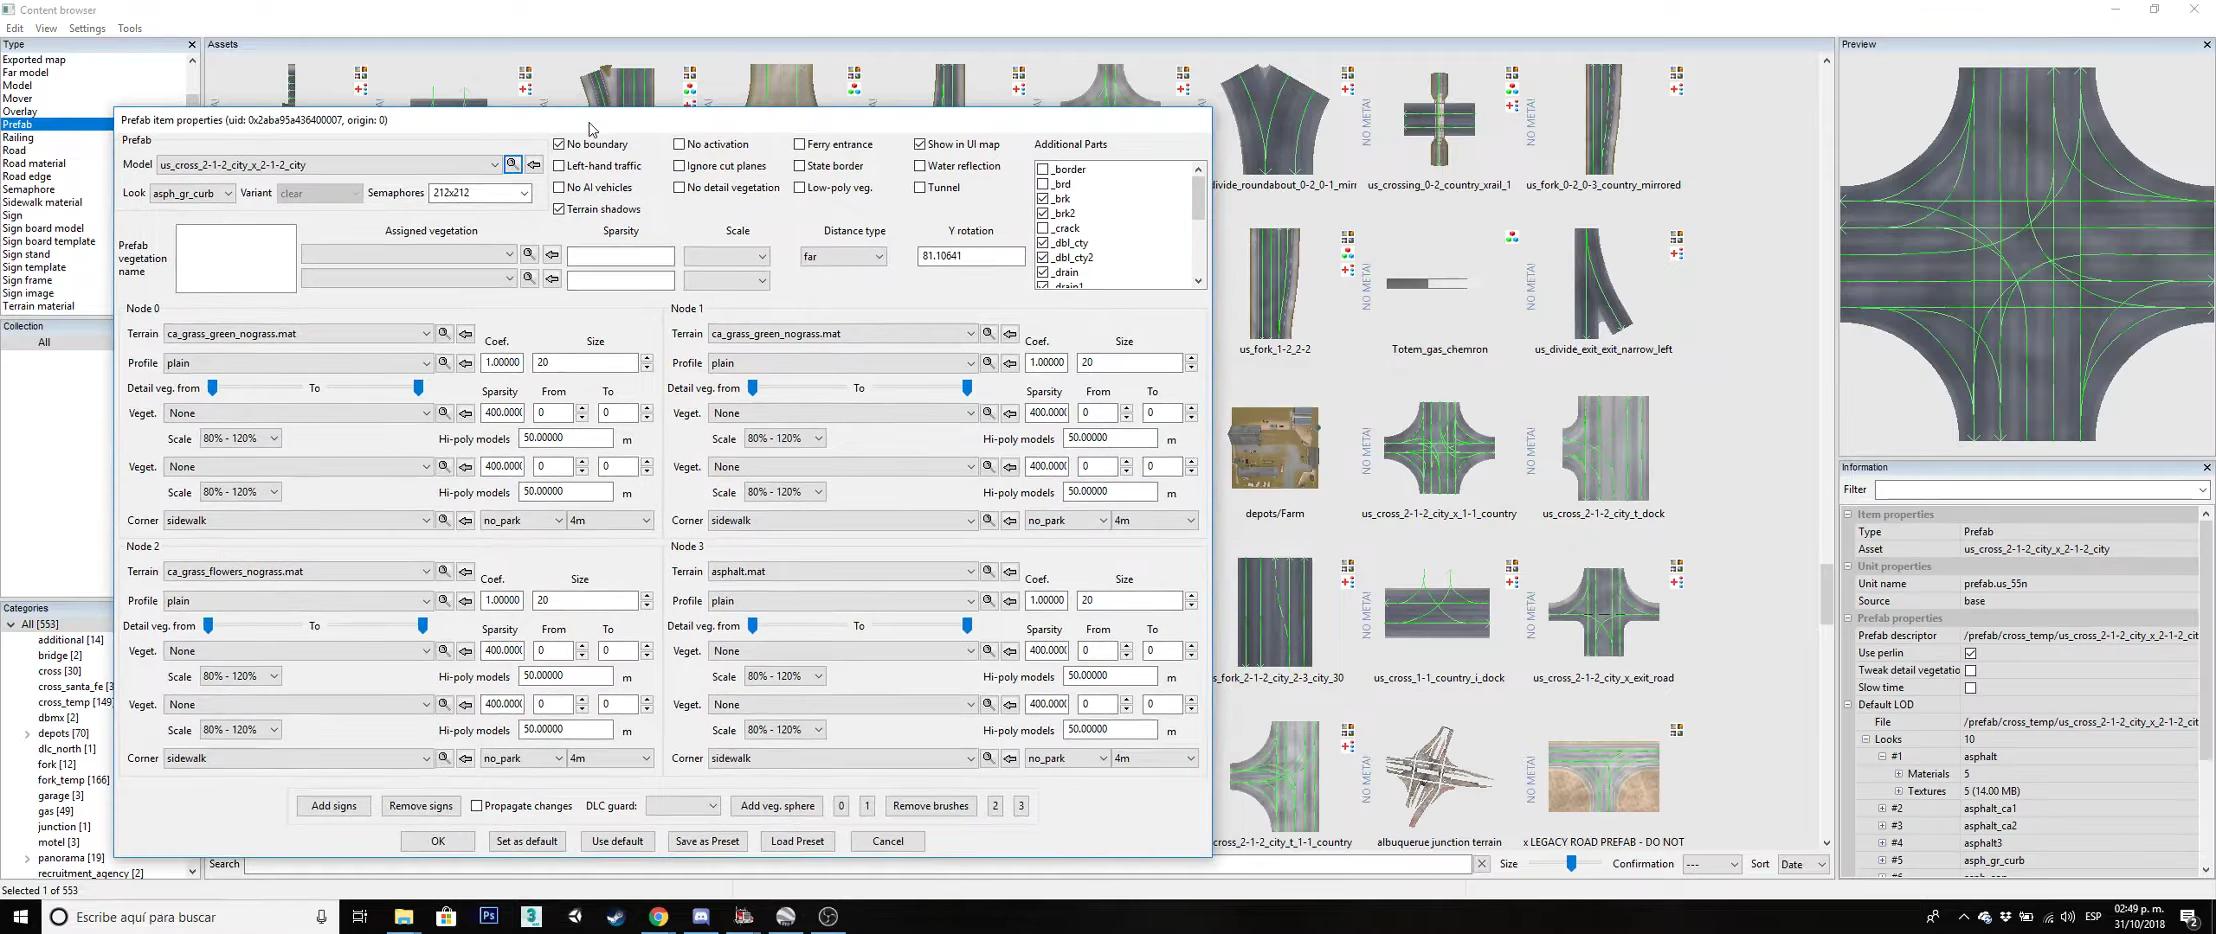 Content browser
Edit View Settings Tools
Type
Exported map
Far model
Model
Mover
Overlay
Prefab
Railing
Road
Road material
Road edge
Semaphore
Sidewalk material
Sign
Sign board model
Sign board template
Sign stand
Sign template
Sign frame
Sign image
Terrain material
Collection
All
Categories
All [553]
additional [14]
bridge [2]
cross [30]
cross_santa_fe [3
cross_temp [149]
dbmx [2]
depots [70]
dlc_north [1]
fork [12]
fork_temp [166]
garage [3]
gas [49]
junction [1]
motel [3]
panorama [19]
recruitment_agency [2]
Selected 1 of 553
Assets
Prefab item properties (uid: 0x2aba95a436400007, origin: 0)
Prefab
Model us_cross_2-1-2_city_x_2-1-2_city
Look asph_gr_curb Variant clear Semaphores 212x212
No boundary No activation Ferry entrance Show in UI map
Left-hand traffic Ignore cut planes State border Water reflection
No AI vehicles No detail vegetation Low-poly veg. Tunnel
Terrain shadows
Additional Parts
_border
_brd
_brk
_brk2
_crack
_dbl_cty
_dbl_cty2
_drain
_drain1
Prefab vegetation name
Assigned vegetation Sparsity Scale Distance type Y rotation
far 81.10641
Node 0
Terrain ca_grass_green_nograss.mat
Coef. Size
Profile plain 1.00000 20
Detail veg. from To Sparsity From To
Veget. None 400.000( 0 0
Scale 80% - 120% Hi-poly models 50.00000 m
Veget. None 400.000( 0 0
Scale 80% - 120% Hi-poly models 50.00000 m
Corner sidewalk no_park 4m
Node 1
Terrain ca_grass_green_nograss.mat
Coef. Size
Profile plain 1.00000 20
Detail veg. from To Sparsity From To
Veget. None 400.000( 0 0
Scale 80% - 120% Hi-poly models 50.00000 m
Veget. None 400.000( 0 0
Scale 80% - 120% Hi-poly models 50.00000 m
Corner sidewalk no_park 4m
Node 2
Terrain ca_grass_flowers_nograss.mat
Coef. Size
Profile plain 1.00000 20
Detail veg. from To Sparsity From To
Veget. None 400.000( 0 0
Scale 80% - 120% Hi-poly models 50.00000 m
Veget. None 400.000( 0 0
Scale 80% - 120% Hi-poly models 50.00000 m
Corner sidewalk no_park 4m
Node 3
Terrain asphalt.mat
Coef. Size
Profile plain 1.00000 20
Detail veg. from To Sparsity From To
Veget. None 400.000( 0 0
Scale 80% - 120% Hi-poly models 50.00000 m
Veget. None 400.000( 0 0
Scale 80% - 120% Hi-poly models 50.00000 m
Corner sidewalk no_park 4m
Add signs Remove signs Propagate changes DLC guard: Add veg. sphere 0 1 Remove brushes 2 3
OK Set as default Use default Save as Preset Load Preset Cancel
NO META!
NO META!
divide_roundabout_0-2_0-1_mirr us_crossing_0-2_country_xrail_1 us_fork_0-2_0-3_country_mirrored
NO META!
NO META!
us_fork_1-2_2-2 Totem_gas_chemron us_divide_exit_exit_narrow_left
NO META!
NO META!
depots/Farm us_cross_2-1-2_city_x_1-1_country us_cross_2-1-2_city_t_dock
NO META!
NO META!
s_fork_2-1-2_city_2-3_city_30 us_cross_1-1_country_i_dock us_cross_2-1-2_city_x_exit_road
NO META!
NO META!
cross_2-1-2_city_t_1-1_country albuquerque junction terrain x LEGACY ROAD PREFAB - DO NOT
Search Size Confirmation --- Sort Date
Preview
Information
Filter
Item properties
Type Prefab
Asset us_cross_2-1-2_city_x_2-1-2_city
Unit properties
Unit name prefab.us_55n
Source base
Prefab properties
Prefab descriptor /prefab/cross_temp/us_cross_2-1-2_city_x_2-1-2_cit
Use perlin
Tweak detail vegetatio
Slow time
Default LOD
File /prefab/cross_temp/us_cross_2-1-2_city_x_2-1-2_cit
Looks 10
#1 asphalt
Materials 5
Textures 5 (14.00 MB)
#2 asphalt_ca1
#3 asphalt_ca2
#4 asphalt3
#5 asph_gr_curb
Escribe aquí para buscar
Ps
3
ESP
02:49 p. m.
31/10/2018
2